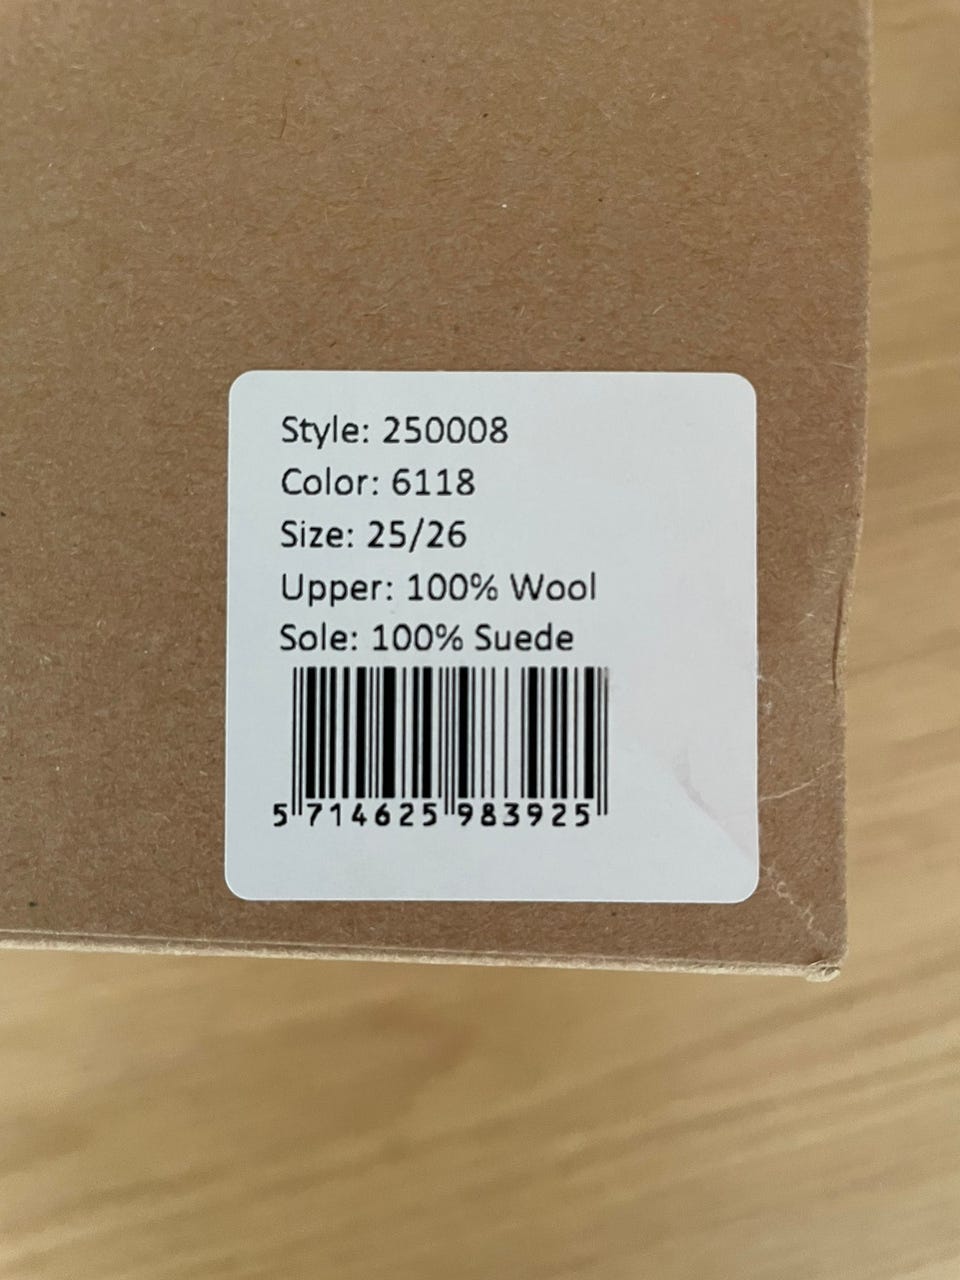 Style: 250008
Color: 6118
Size: 25/26
Upper: 100% Wool
Sole: 100% Suede
5 714625 983925